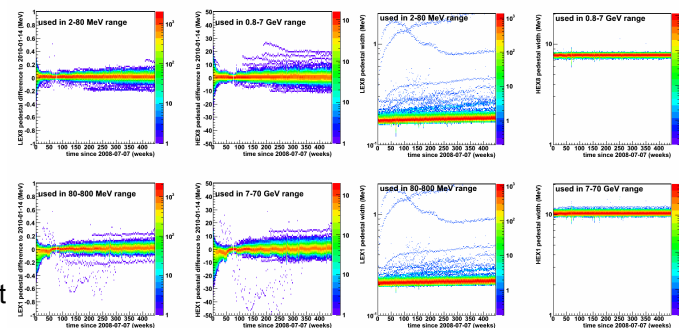 used in 2-80 MeV range
LEX8 pedestal difference to 2010-01-14 (MeV)
time since 2008-07-07 (weeks)
used in 0.8-7 GeV range
HEX8 pedestal difference to 2010-01-14 (MeV)
time since 2008-07-07 (weeks)
used in 2-80 MeV range
LEX8 pedestal width (MeV)
time since 2008-07-07 (weeks)
used in 0.8-7 GeV range
HEX8 pedestal width (MeV)
time since 2008-07-07 (weeks)
used in 80-800 MeV range
LEX1 pedestal difference to 2010-01-14 (MeV)
time since 2008-07-07 (weeks)
used in 7-70 GeV range
HEX1 pedestal difference to 2010-01-14 (MeV)
time since 2008-07-07 (weeks)
used in 80-800 MeV range
LEX1 pedestal width (MeV)
time since 2008-07-07 (weeks)
used in 7-70 GeV range
HEX1 pedestal width (MeV)
time since 2008-07-07 (weeks)
t